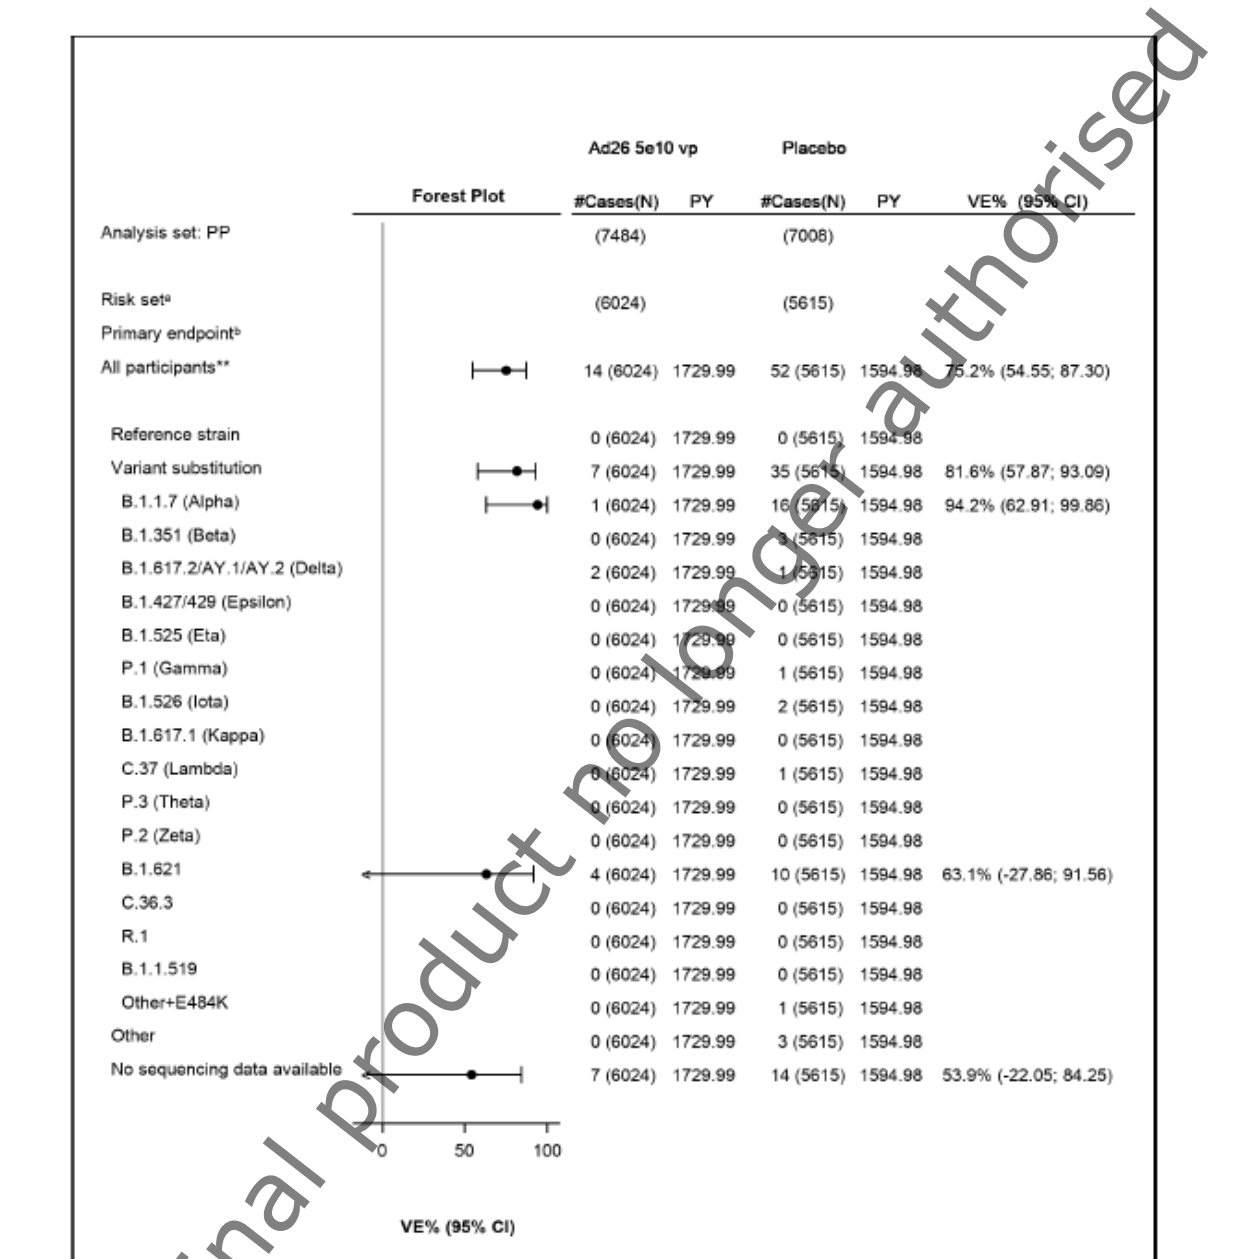 Ad26 5e10 vp Placebo
Forest Plot #Cases(N) PY #Cases(N) PY VE% (95% CI)
Analysis set: PP (7484) (7008)
Risk setᵃ (6024) (5615)
Primary endpointᵇ
All participants** 14 (6024) 1729.99 52 (5615) 1594.98 75.2% (54.55; 87.30)
Reference strain 0 (6024) 1729.99 0 (5615) 1594.98
Variant substitution 7 (6024) 1729.99 35 (5615) 1594.98 81.6% (57.87; 93.09)
B.1.1.7 (Alpha) 1 (6024) 1729.99 16 (5615) 1594.98 94.2% (62.91; 99.86)
B.1.351 (Beta) 0 (6024) 1729.99 3 (5615) 1594.98
B.1.617.2/AY.1/AY.2 (Delta) 2 (6024) 1729.99 1 (5615) 1594.98
B.1.427/429 (Epsilon) 0 (6024) 1729.99 0 (5615) 1594.98
B.1.525 (Eta) 0 (6024) 1729.99 0 (5615) 1594.98
P.1 (Gamma) 0 (6024) 1729.99 1 (5615) 1594.98
B.1.526 (Iota) 0 (6024) 1729.99 2 (5615) 1594.98
B.1.617.1 (Kappa) 0 (6024) 1729.99 0 (5615) 1594.98
C.37 (Lambda) 0 (6024) 1729.99 1 (5615) 1594.98
P.3 (Theta) 0 (6024) 1729.99 0 (5615) 1594.98
P.2 (Zeta) 0 (6024) 1729.99 0 (5615) 1594.98
B.1.621 4 (6024) 1729.99 10 (5615) 1594.98 63.1% (-27.86; 91.56)
C.36.3 0 (6024) 1729.99 0 (5615) 1594.98
R.1 0 (6024) 1729.99 0 (5615) 1594.98
B.1.1.519 0 (6024) 1729.99 0 (5615) 1594.98
Other+E484K 0 (6024) 1729.99 1 (5615) 1594.98
Other 0 (6024) 1729.99 3 (5615) 1594.98
No sequencing data available 7 (6024) 1729.99 14 (5615) 1594.98 53.9% (-22.05; 84.25)
0 50 100
VE% (95% CI)
product no longer authorised